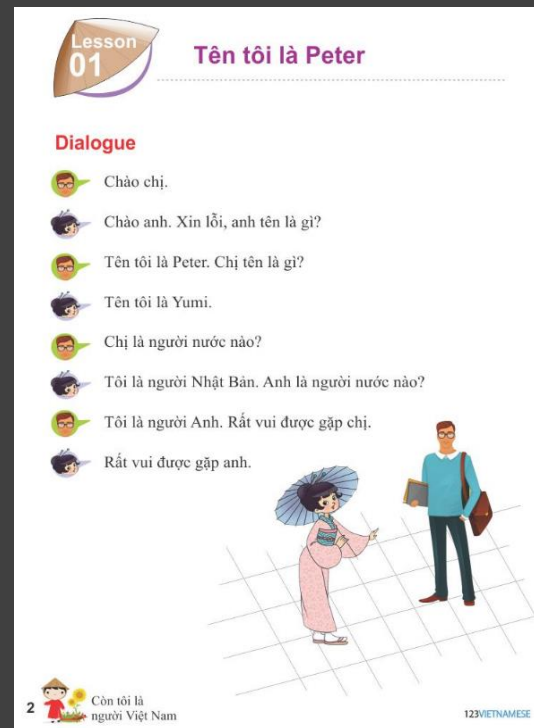 Lesson
01
Tên tôi là Peter
Dialogue
Chào chị.
Chào anh. Xin lỗi, anh tên là gì?
Tên tôi là Peter. Chị tên là gì?
Tên tôi là Yumi.
Chị là người nước nào?
Tôi là người Nhật Bản. Anh là người nước nào?
Tôi là người Anh. Rất vui được gặp chị.
Rất vui được gặp anh.
2
Còn tôi là
người Việt Nam
123VIETNAMESE